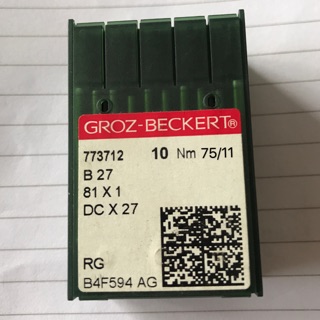 GROZ-BECKERT®
773712 10 Nm 75/11
B 27
81 X 1
DC X 27
RG
B4F594 AG